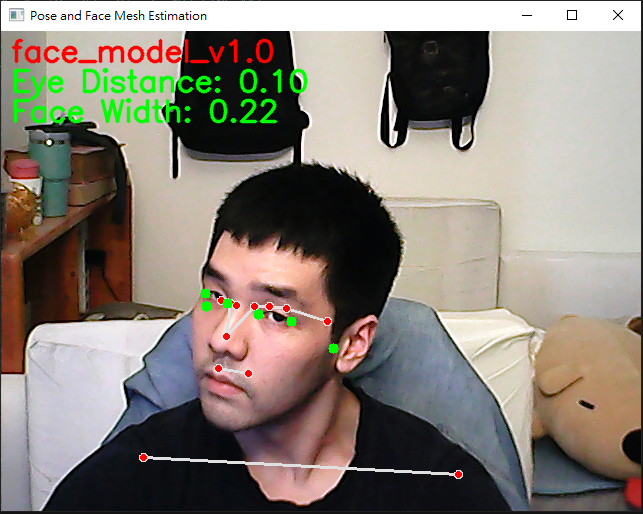 Pose and Face Mesh Estimation
face_model_v1.0
Eye Distance: 0.10
Face Width: 0.22